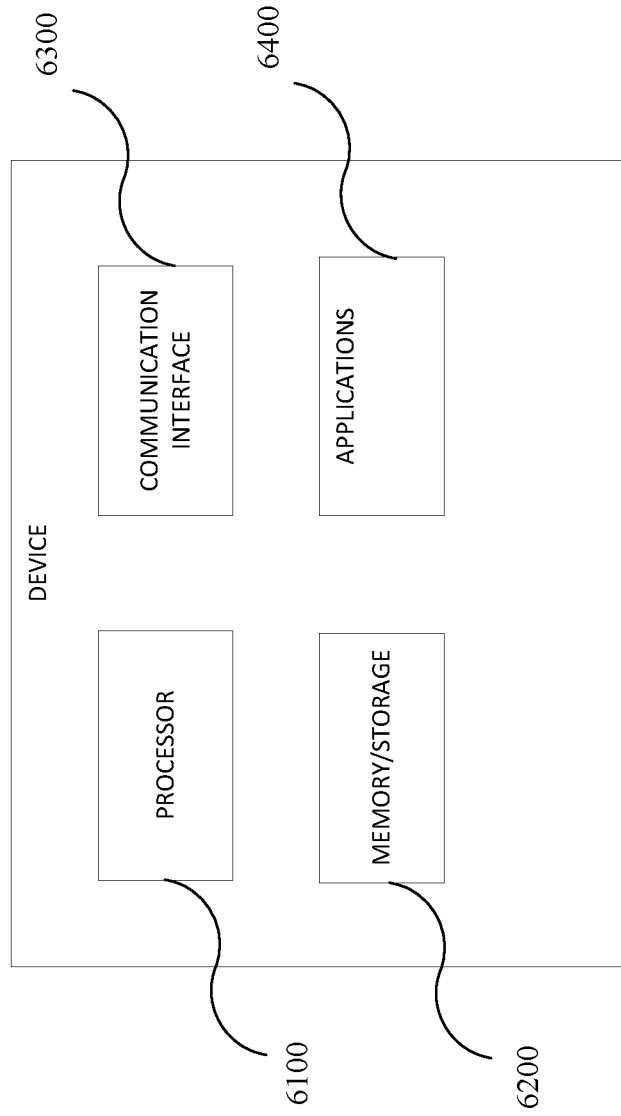 DEVICE
6100
PROCESSOR
COMMUNICATION
INTERFACE
6300
6200
MEMORY/STORAGE
APPLICATIONS
6400